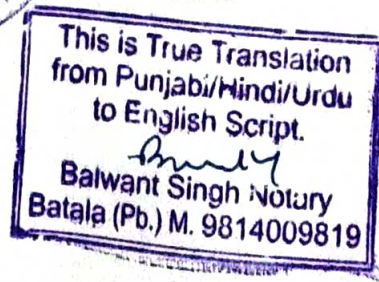 This is True Translation
from Punjabi/Hindi/Urdu
to English Script.
Balwant Singh Notary
Batala (Pb.) M. 9814009819